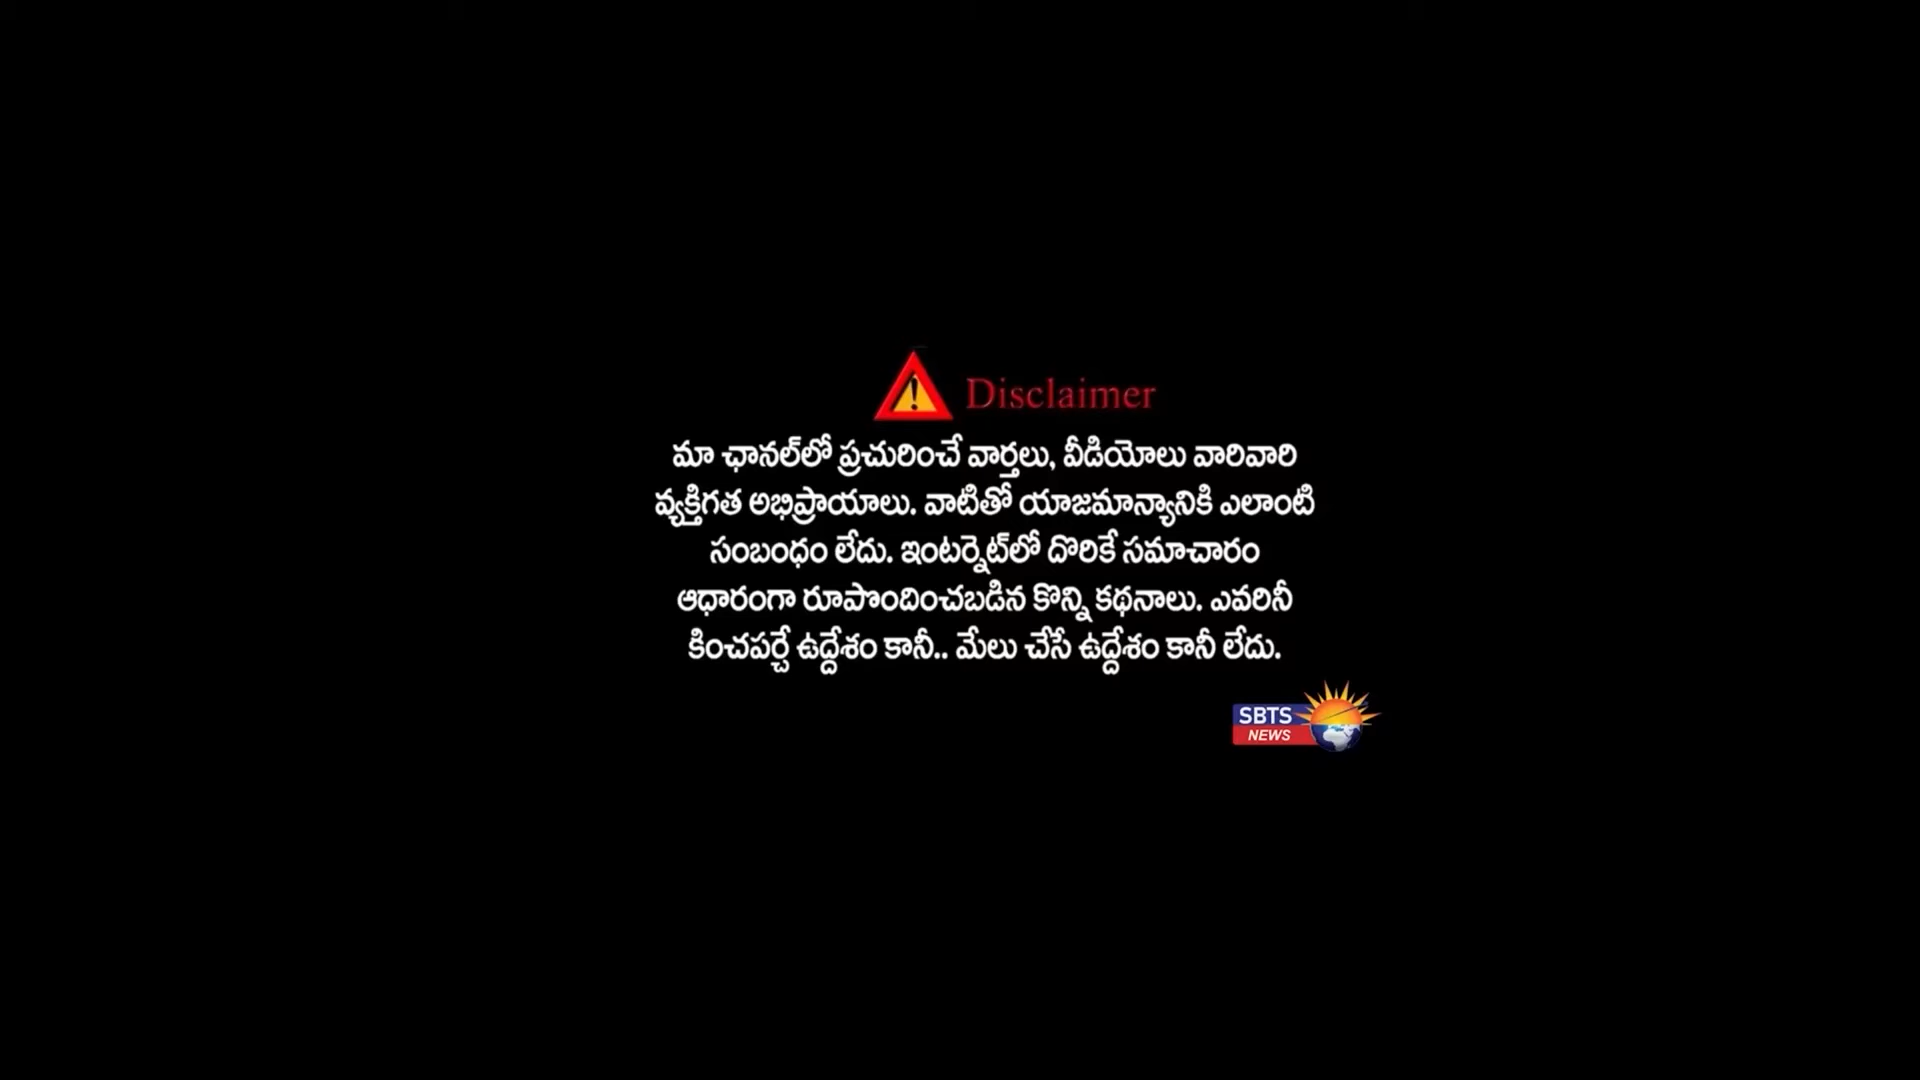 Disclaimer
మా ఛానల్‌లో ప్రచురించే వార్తలు, వీడియోలు వారివారి
వ్యక్తిగత అభిప్రాయాలు. వాటితో యాజమాన్యానికి ఎలాంటి
సంబంధం లేదు. ఇంటర్నెట్‌లో దొరికే సమాచారం
ఆధారంగా రూపొందించబడిన కొన్ని కథనాలు. ఎవరినీ
కించపర్చే ఉద్దేశం కానీ.. మేలు చేసే ఉద్దేశం కానీ లేదు.
SBTS
NEWS